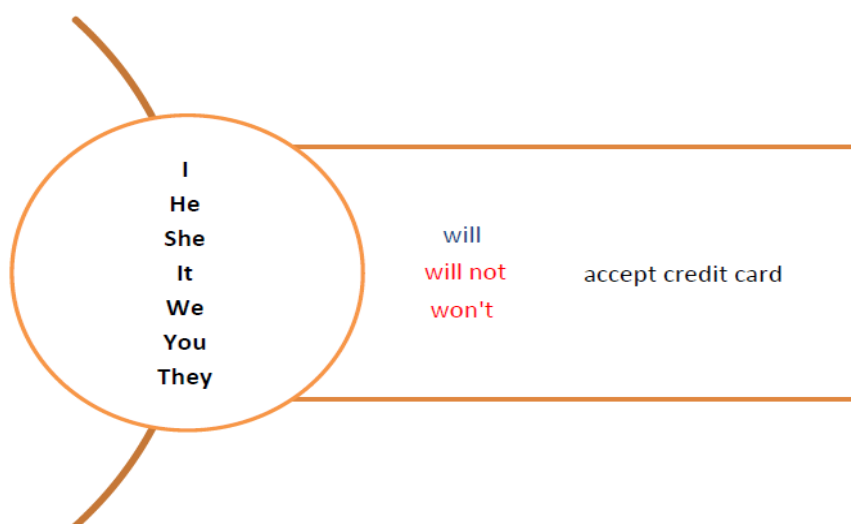 I
He
She
It
We
You
They
will
will not
won't
accept credit card